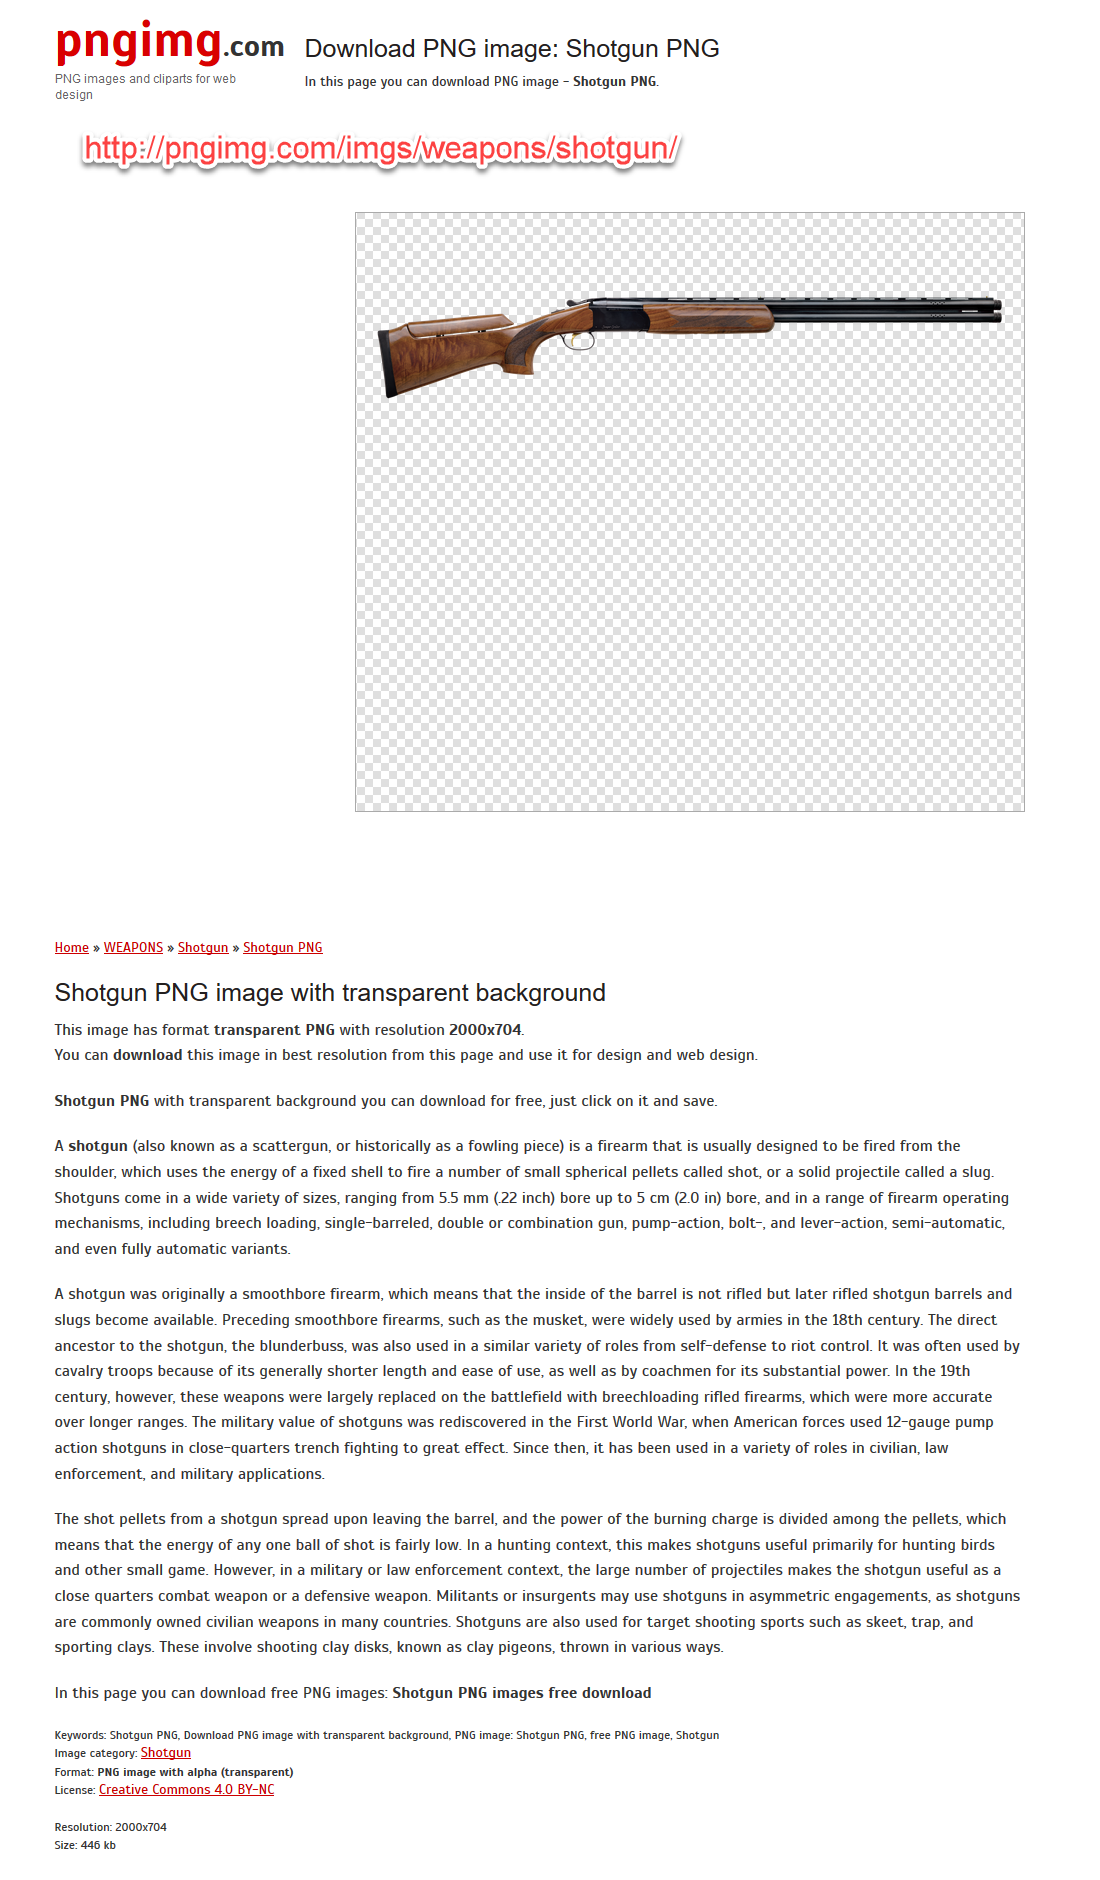 pngimg.com
PNG images and cliparts for web
design
Download PNG image: Shotgun PNG
In this page you can download PNG image - Shotgun PNG.
http://pngimg.com/imgs/weapons/shotgun/
Home » WEAPONS » Shotgun » Shotgun PNG
Shotgun PNG image with transparent background
This image has format transparent PNG with resolution 2000x704.
You can download this image in best resolution from this page and use it for design and web design.
Shotgun PNG with transparent background you can download for free, just click on it and save.
A shotgun (also known as a scattergun, or historically as a fowling piece) is a firearm that is usually designed to be fired from the
shoulder, which uses the energy of a fixed shell to fire a number of small spherical pellets called shot, or a solid projectile called a slug.
Shotguns come in a wide variety of sizes, ranging from 5.5 mm (.22 inch) bore up to 5 cm (2.0 in) bore, and in a range of firearm operating
mechanisms, including breech loading, single-barreled, double or combination gun, pump-action, bolt-, and lever-action, semi-automatic,
and even fully automatic variants.
A shotgun was originally a smoothbore firearm, which means that the inside of the barrel is not rifled but later rifled shotgun barrels and
slugs become available. Preceding smoothbore firearms, such as the musket, were widely used by armies in the 18th century. The direct
ancestor to the shotgun, the blunderbuss, was also used in a similar variety of roles from self-defense to riot control. It was often used by
cavalry troops because of its generally shorter length and ease of use, as well as by coachmen for its substantial power. In the 19th
century, however, these weapons were largely replaced on the battlefield with breechloading rifled firearms, which were more accurate
over longer ranges. The military value of shotguns was rediscovered in the First World War, when American forces used 12-gauge pump
action shotguns in close-quarters trench fighting to great effect. Since then, it has been used in a variety of roles in civilian, law
enforcement, and military applications.
The shot pellets from a shotgun spread upon leaving the barrel, and the power of the burning charge is divided among the pellets, which
means that the energy of any one ball of shot is fairly low. In a hunting context, this makes shotguns useful primarily for hunting birds
and other small game. However, in a military or law enforcement context, the large number of projectiles makes the shotgun useful as a
close quarters combat weapon or a defensive weapon. Militants or insurgents may use shotguns in asymmetric engagements, as shotguns
are commonly owned civilian weapons in many countries. Shotguns are also used for target shooting sports such as skeet, trap, and
sporting clays. These involve shooting clay disks, known as clay pigeons, thrown in various ways.
In this page you can download free PNG images: Shotgun PNG images free download
Keywords: Shotgun PNG, Download PNG image with transparent background, PNG image: Shotgun PNG, free PNG image, Shotgun
Image category: Shotgun
Format: PNG image with alpha (transparent)
License: Creative Commons 4.0 BY-NC
Resolution: 2000x704
Size: 446 kb